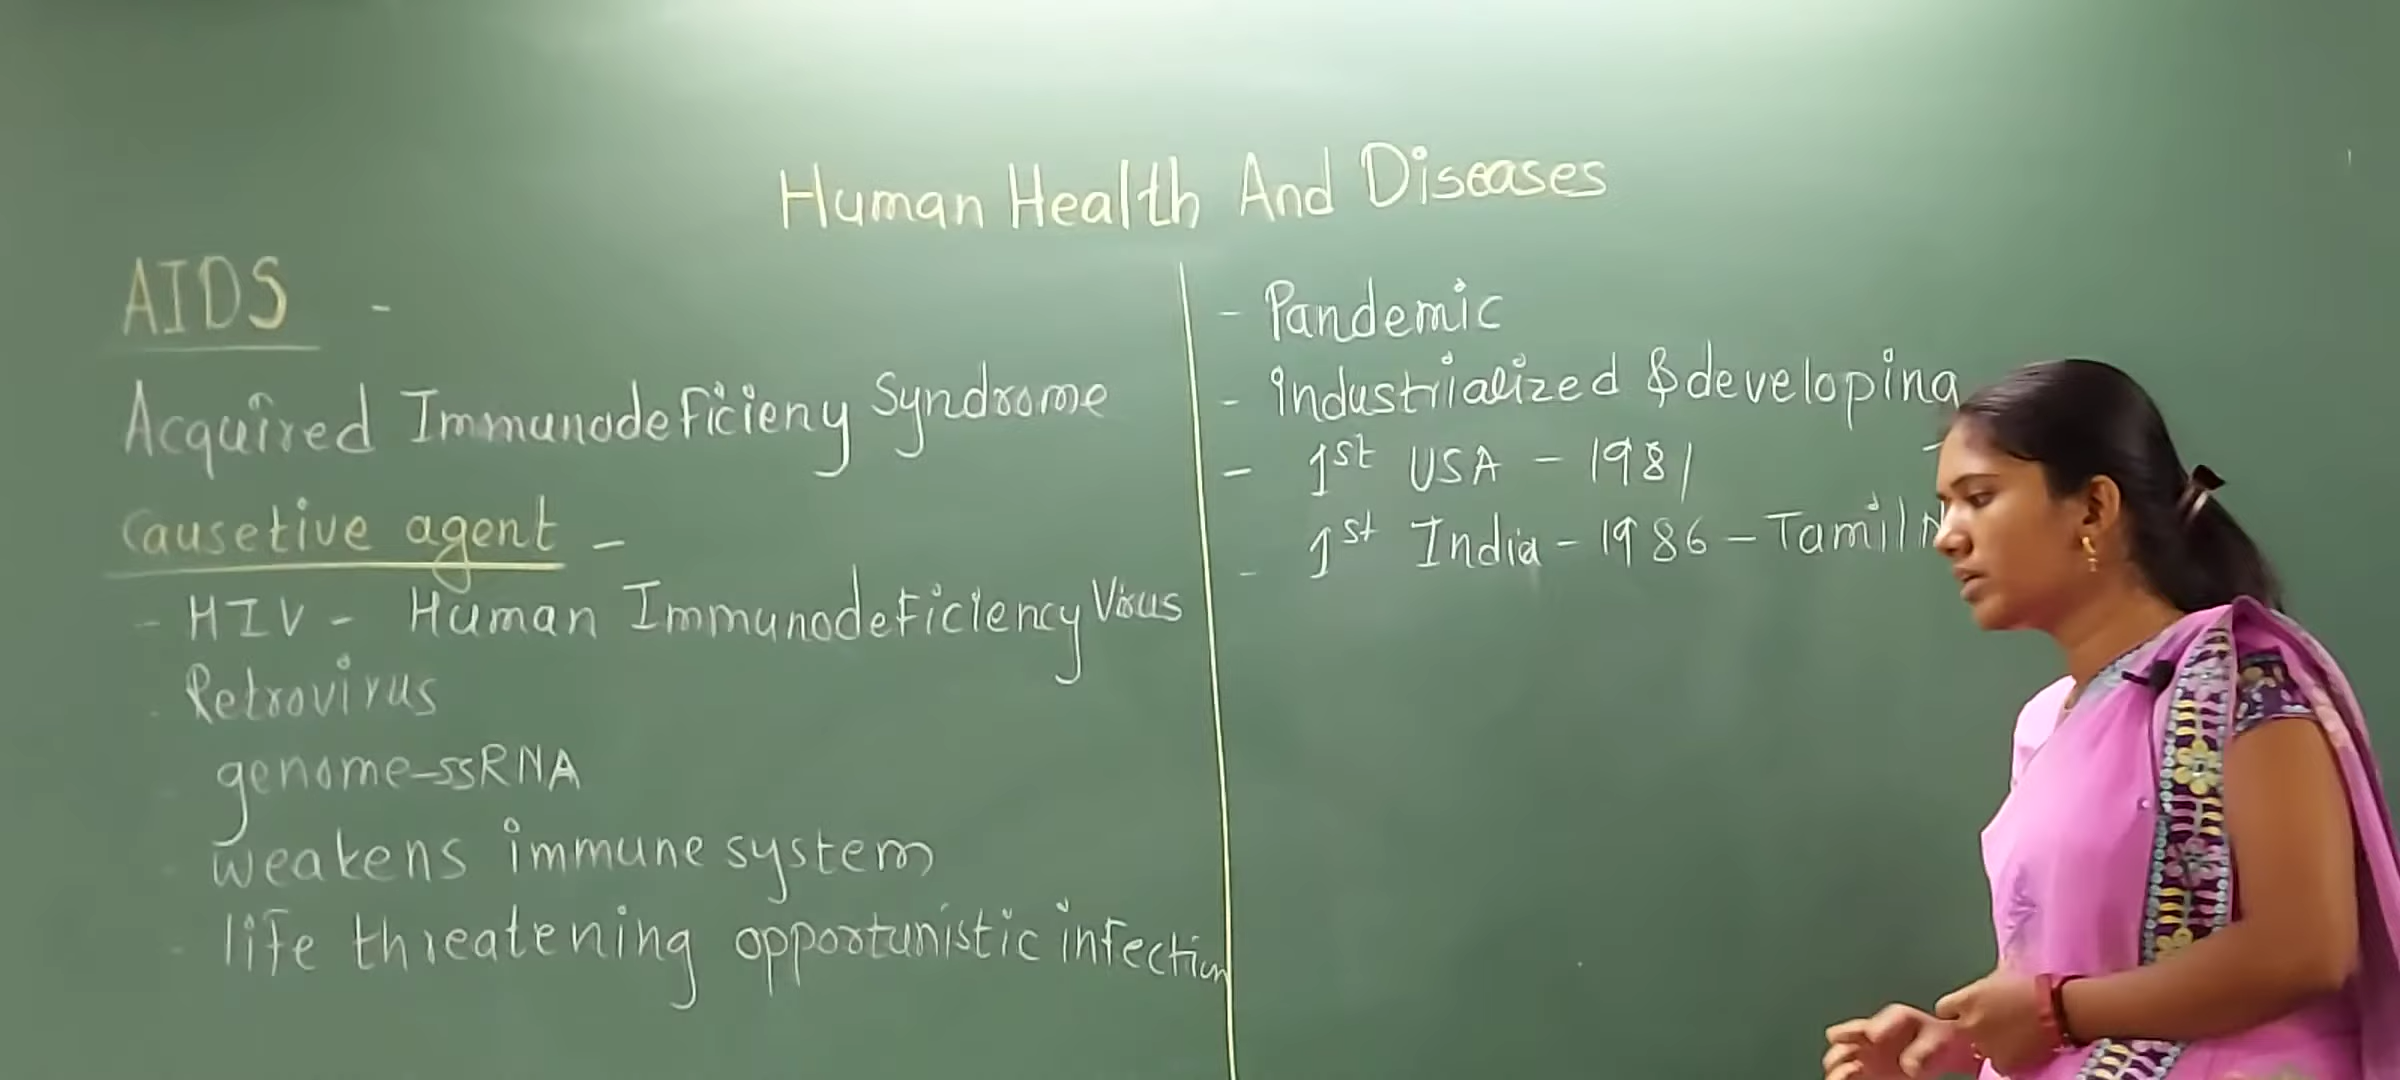 Human Health And Diseases
AIDS -
Acquired Immunodeficieny Syndrome
Causetive agent -
- HIV - Human Immunodeficiency Virus
- Retrovirus
- genome-ssRNA
- weakens immune system
- life threatening opportunistic infection
- Pandemic
- industrialized & developing
- 1st USA - 1981
- 1st India - 1986 - Tamil N